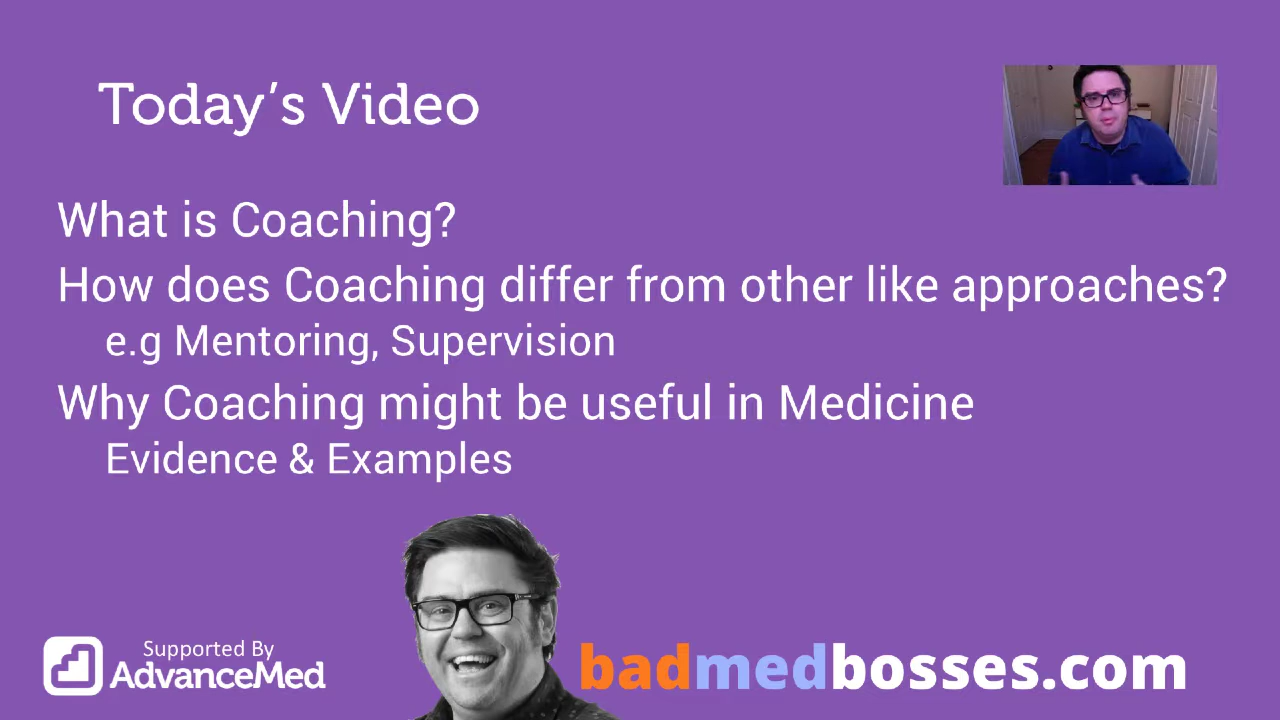 Today's Video
What is Coaching?
How does Coaching differ from other like approaches?
e.g Mentoring, Supervision
Why Coaching might be useful in Medicine
Evidence & Examples
Supported By
AdvanceMed
badmedbosses.com